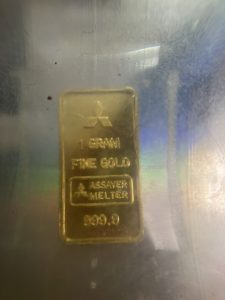 1 GRAM
FINE GOLD
ASSAYER
MELTER
999.9